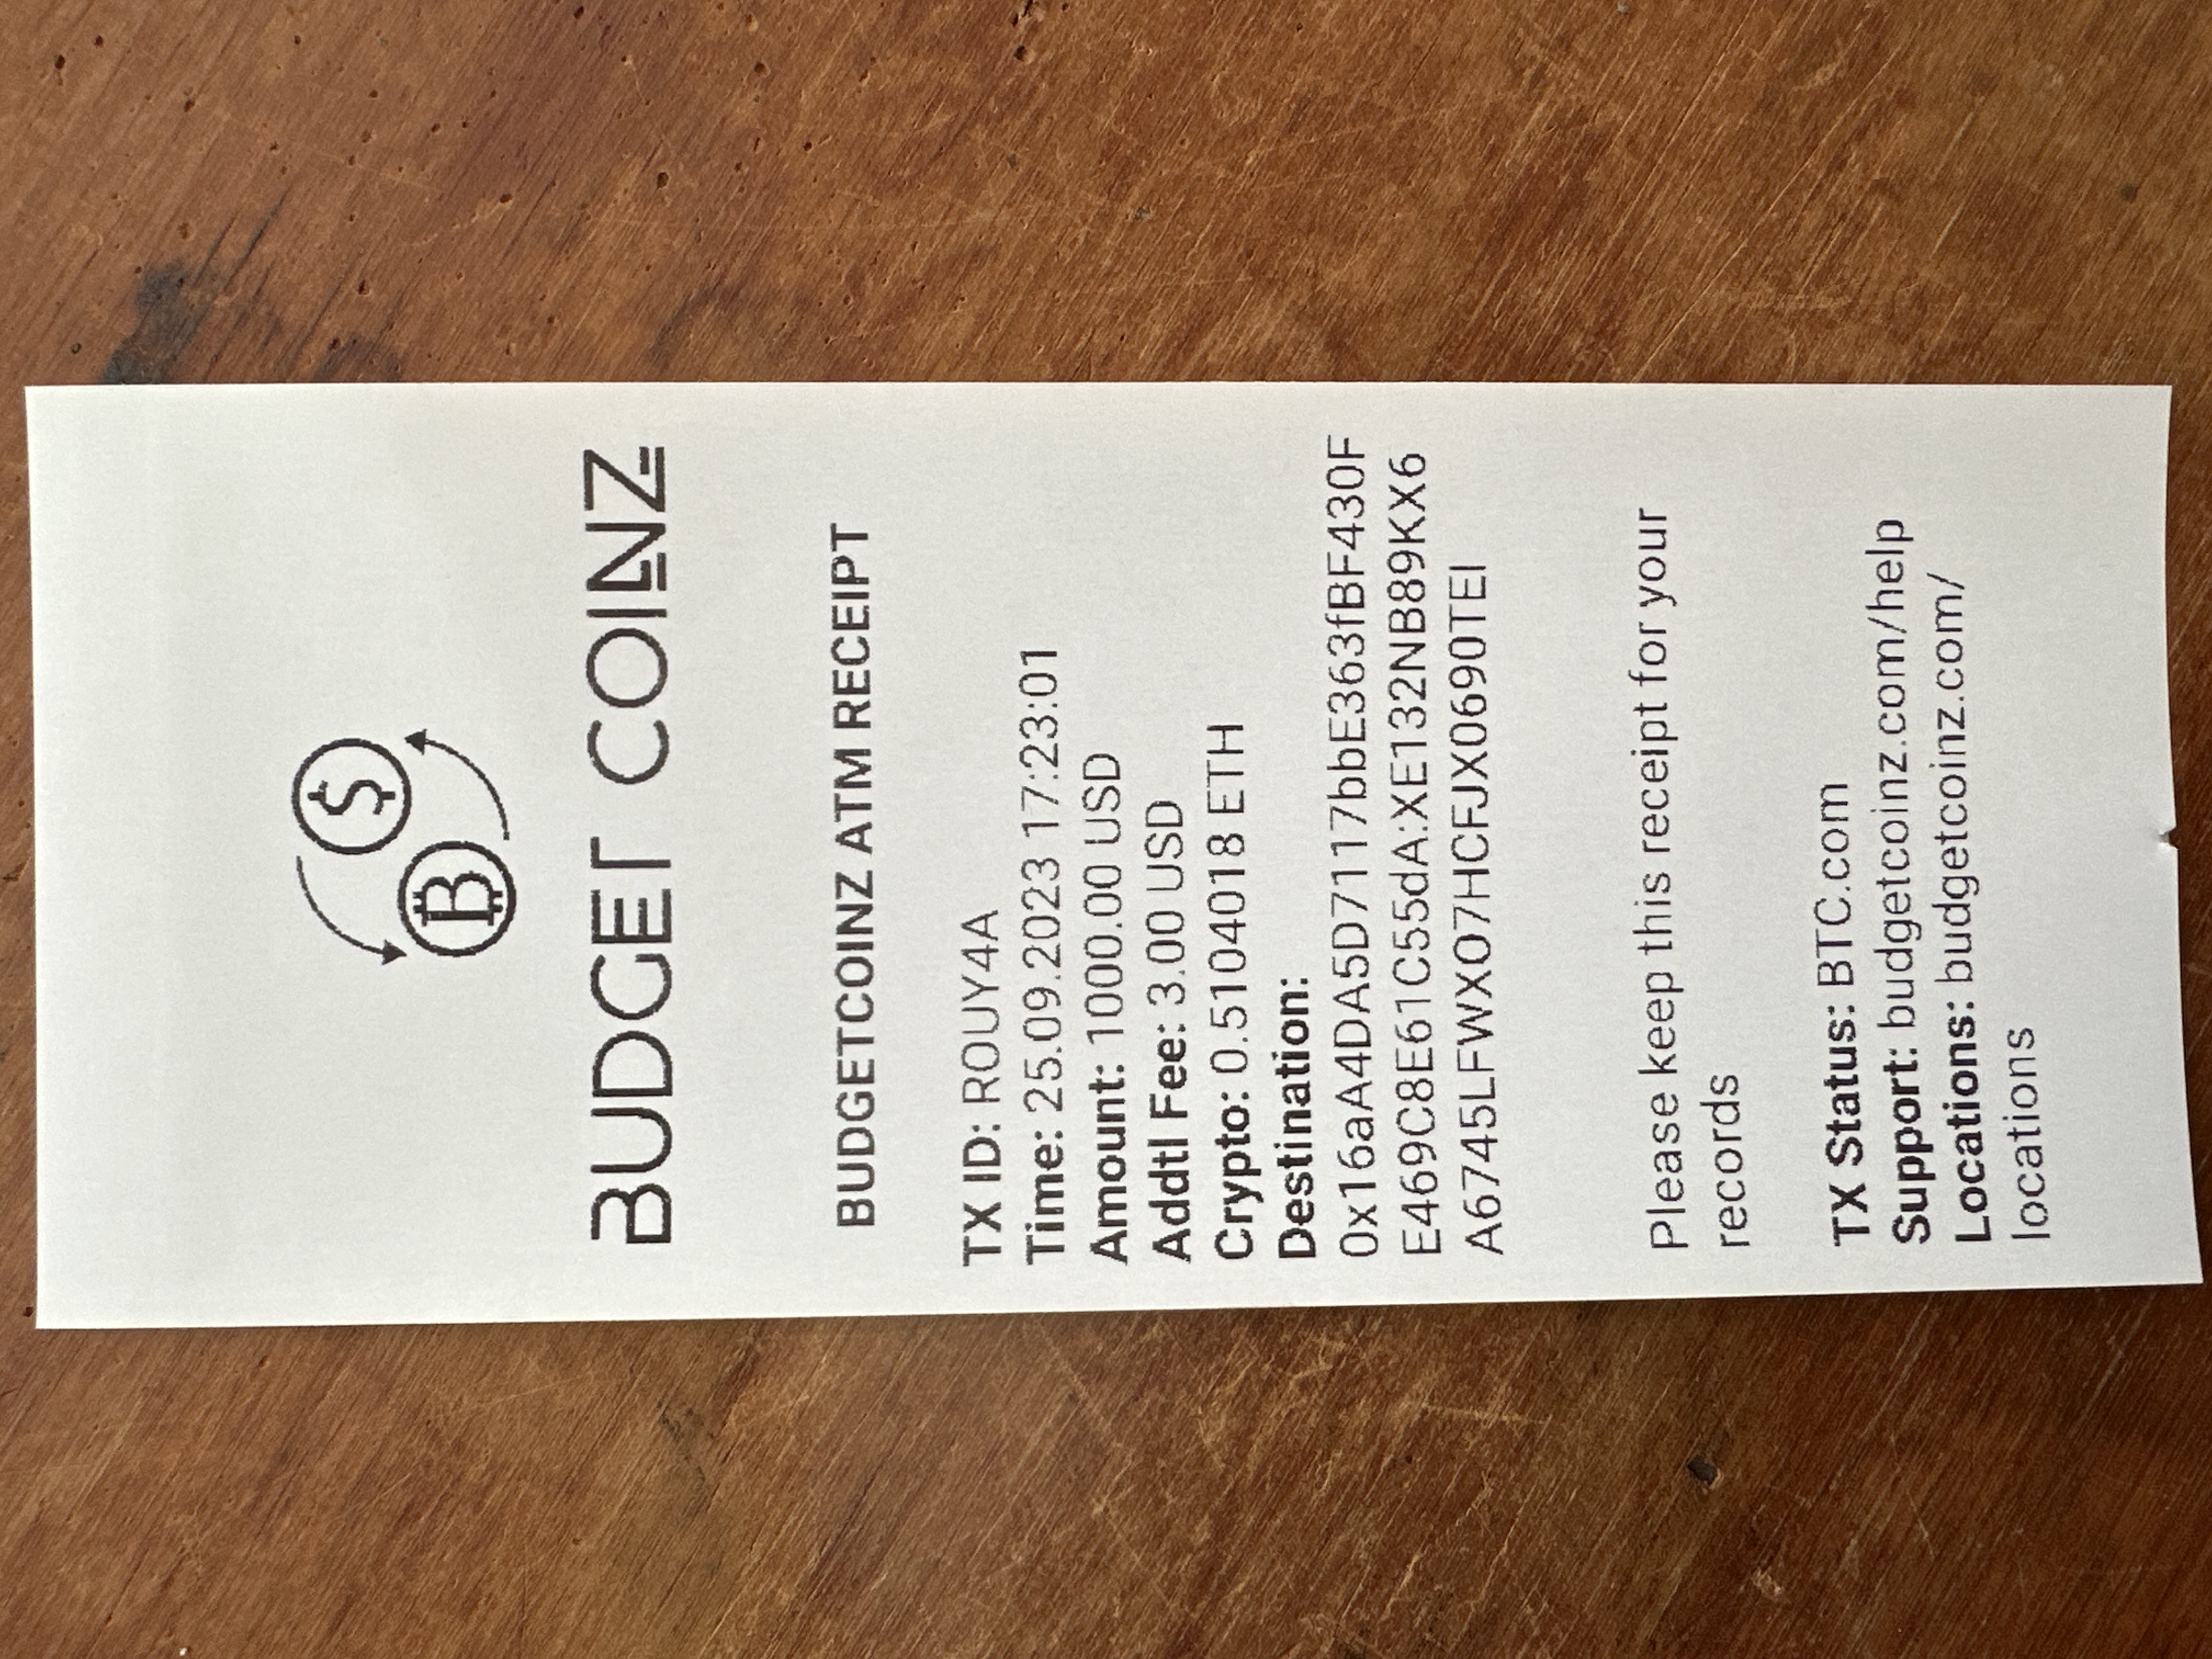 BUDGET COINZ
BUDGETCOINZ ATM RECEIPT
TX ID: ROUY4A
Time: 25.09.2023 17:23:01
Amount: 1000.00 USD
Addtl Fee: 3.00 USD
Crypto: 0.5104018 ETH
Destination:
0x16aA4DA5D7117bbE363fBF430F
E469C8E61C55dA:XE132NB89KX6
A6745LFWXO7HCFJX0690TEI
Please keep this receipt for your
records
TX Status: BTC.com
Support: budgetcoinz.com/help
Locations: budgetcoinz.com/
locations